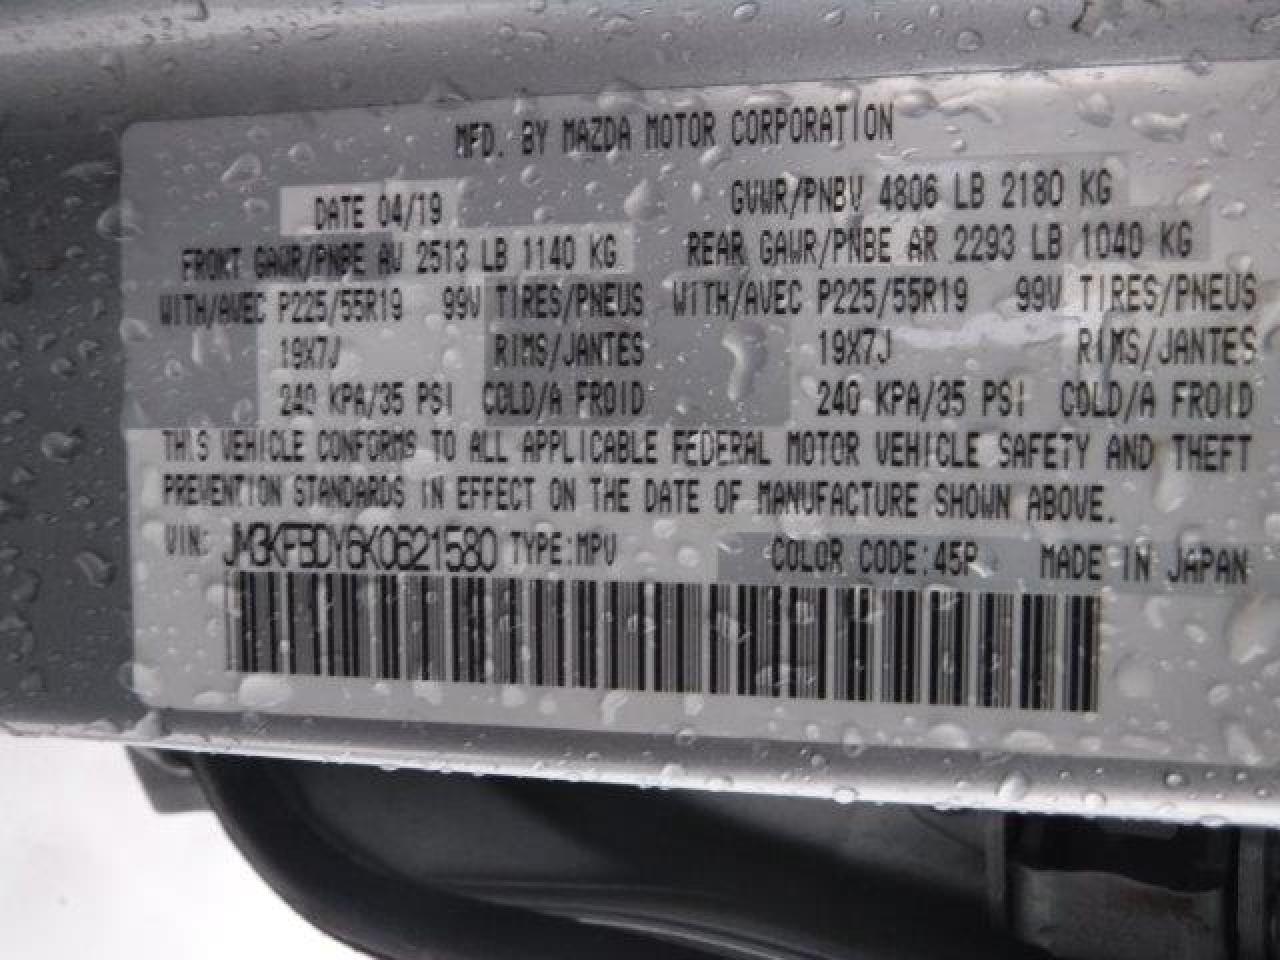 MFD. BY MAZDA MOTOR CORPORATION
DATE 04/19 GVWR/PNBV 4806 LB 2180 KG
FRONT GAWR/PNBE AV 2513 LB 1140 KG REAR GAWR/PNBE AR 2293 LB 1040 KG
WITH/AVEC P225/55R19 99V TIRES/PNEUS WITH/AVEC P225/55R19 99V TIRES/PNEUS
19X7J RIMS/JANTES 19X7J RIMS/JANTES
240 KPA/35 PSI COLD/A FROID 240 KPA/35 PSI COLD/A FROID
THIS VEHICLE CONFORMS TO ALL APPLICABLE FEDERAL MOTOR VEHICLE SAFETY AND THEFT
PREVENTION STANDARDS IN EFFECT ON THE DATE OF MANUFACTURE SHOWN ABOVE.
VIN: JM3KFBDY6K0621580 TYPE:MPV COLOR CODE:45P MADE IN JAPAN